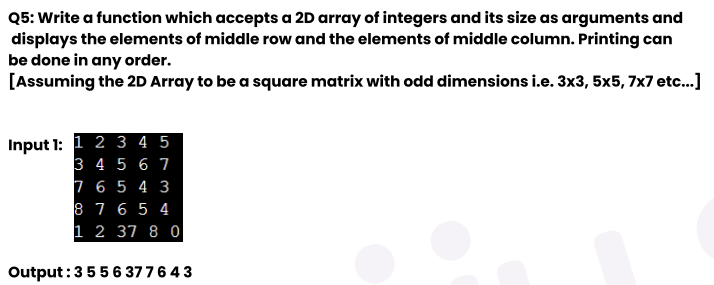 Q5: Write a function which accepts a 2D array of integers and its size as arguments and
displays the elements of middle row and the elements of middle column. Printing can
be done in any order.
[Assuming the 2D Array to be a square matrix with odd dimensions i.e. 3x3, 5x5, 7x7 etc...]
Input 1:
1 2 3 4 5
3 4 5 6 7
7 6 5 4 3
8 7 6 5 4
1 2 37 8 0
Output : 3 5 5 6 37 7 6 4 3